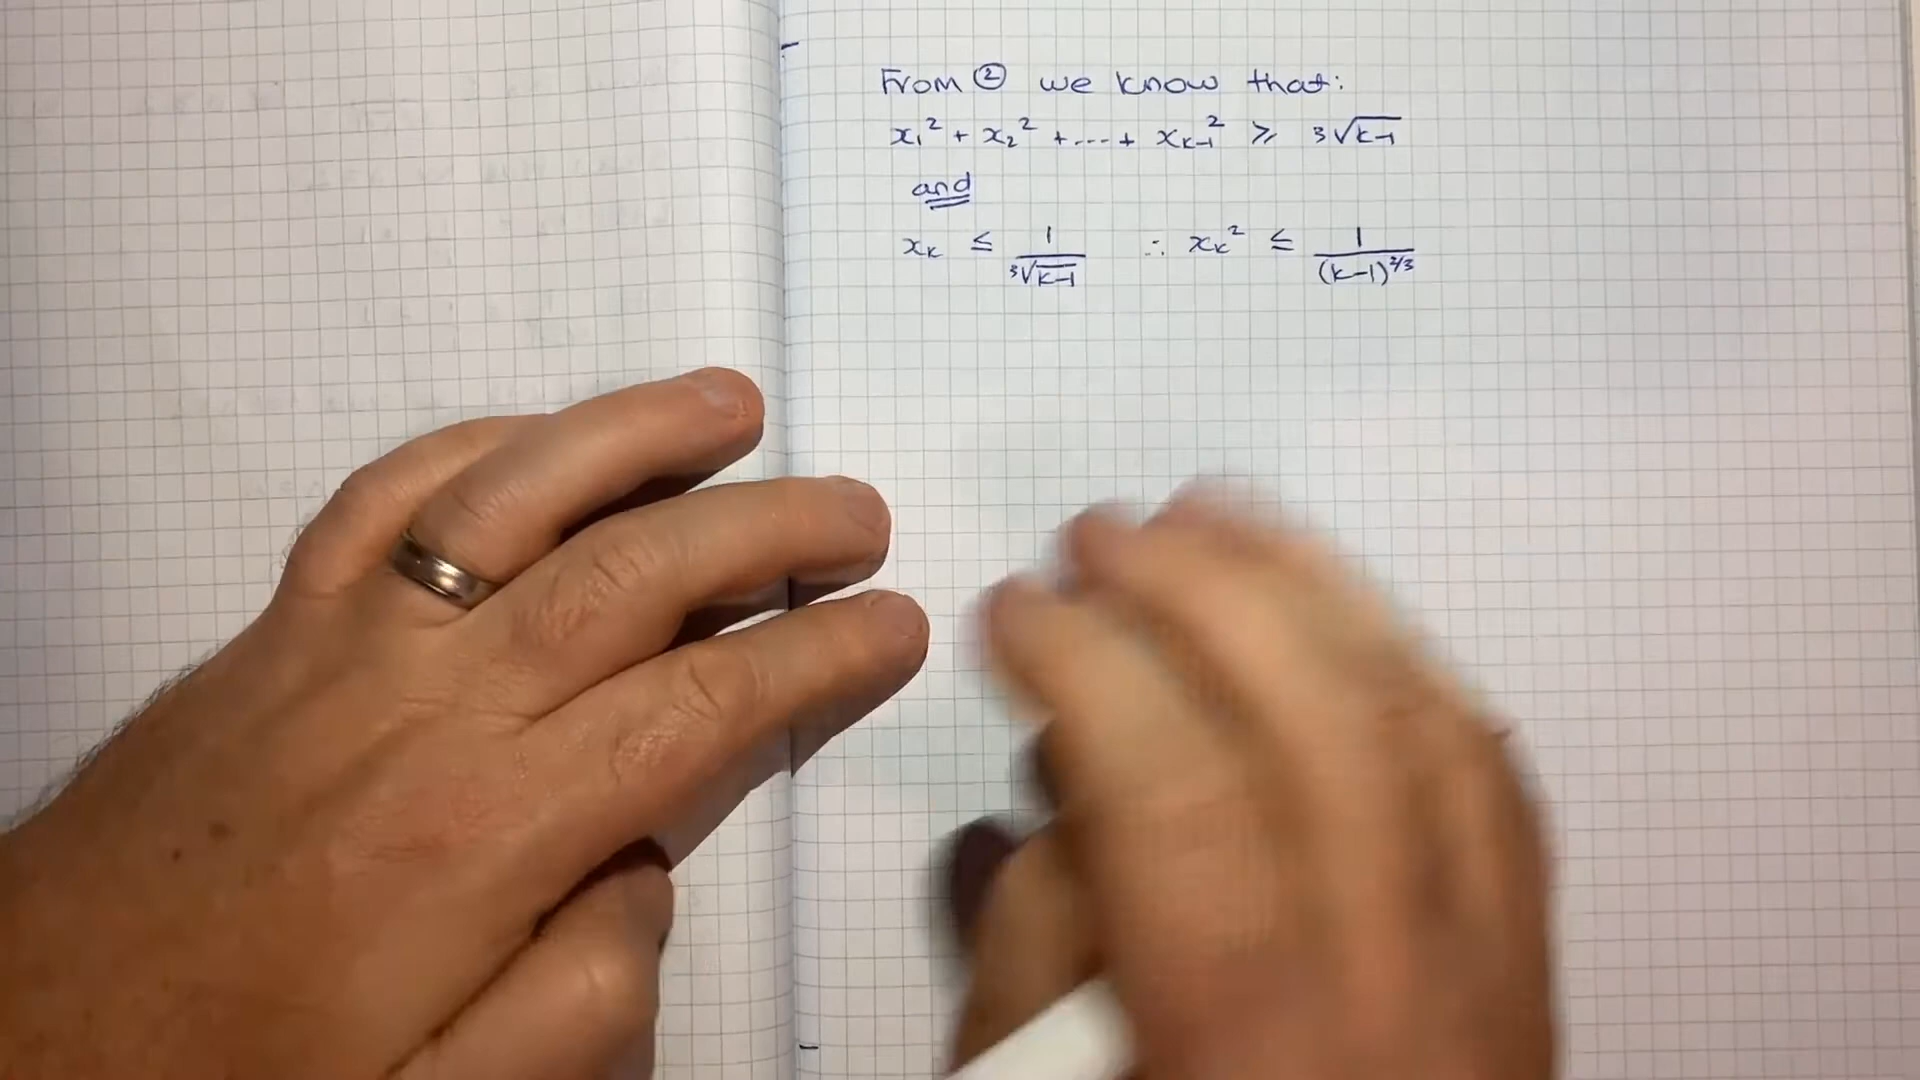 From ② we know that:
x₁² + x₂² + .... + xₖ₋₁² ⩾ ³√k-1
and
xₖ ≤ 1/³√k-1 ∴ xₖ² ≤ 1/(k-1)^2/3